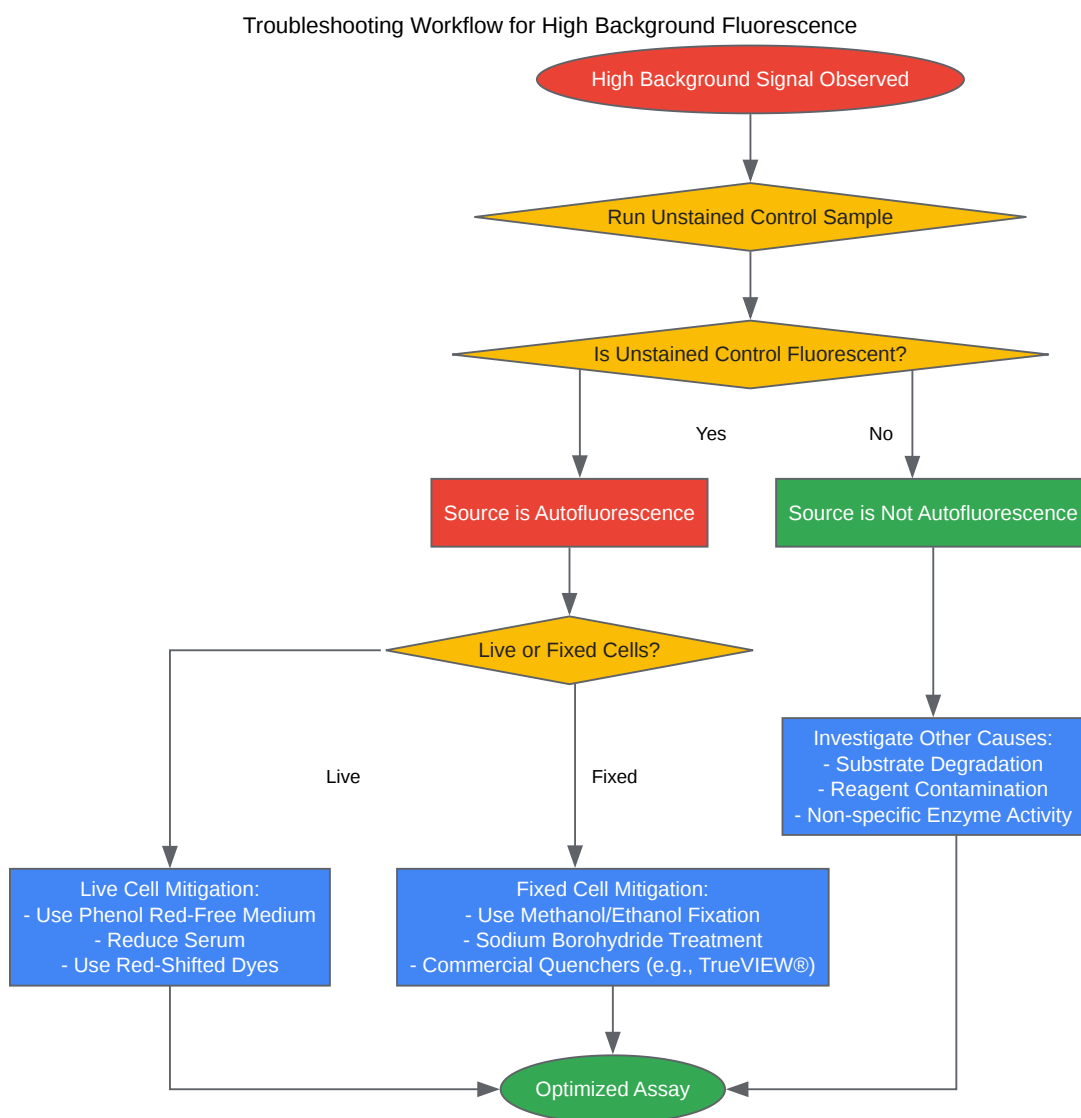 Troubleshooting Workflow for High Background Fluorescence
High Background Signal Observed
Run Unstained Control Sample
Is Unstained Control Fluorescent?
Yes
No
Source is Autofluorescence
Source is Not Autofluorescence
Live or Fixed Cells?
Investigate Other Causes:
- Substrate Degradation
- Reagent Contamination
- Non-specific Enzyme Activity
Live
Fixed
Live Cell Mitigation:
- Use Phenol Red-Free Medium
- Reduce Serum
- Use Red-Shifted Dyes
Fixed Cell Mitigation:
- Use Methanol/Ethanol Fixation
- Sodium Borohydride Treatment
- Commercial Quenchers (e.g., TrueVIEW®)
Optimized Assay